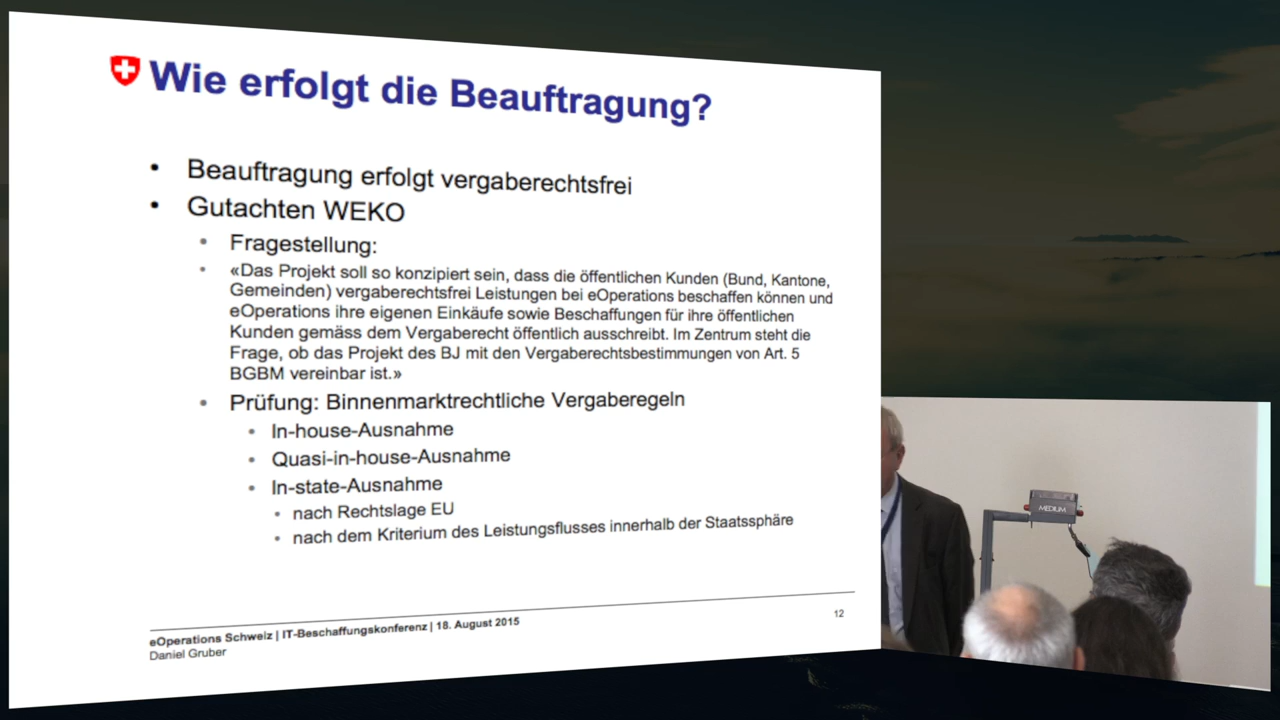 Wie erfolgt die Beauftragung?
• Beauftragung erfolgt vergaberechtsfrei
• Gutachten WEKO
• Fragestellung:
• «Das Projekt soll so konzipiert sein, dass die öffentlichen Kunden (Bund, Kantone,
Gemeinden) vergaberechtsfrei Leistungen bei eOperations beschaffen können und
eOperations ihre eigenen Einkäufe sowie Beschaffungen für ihre öffentlichen
Kunden gemäss dem Vergaberecht öffentlich ausschreibt. Im Zentrum steht die
Frage, ob das Projekt des BJ mit den Vergaberechtsbestimmungen von Art. 5
BGBM vereinbar ist.»
• Prüfung: Binnenmarktrechtliche Vergaberegeln
• In-house-Ausnahme
• Quasi-in-house-Ausnahme
• In-state-Ausnahme
• nach Rechtslage EU
• nach dem Kriterium des Leistungsflusses innerhalb der Staatssphäre
eOperations Schweiz | IT-Beschaffungskonferenz | 18. August 2015
Daniel Gruber
12
MEDIUM